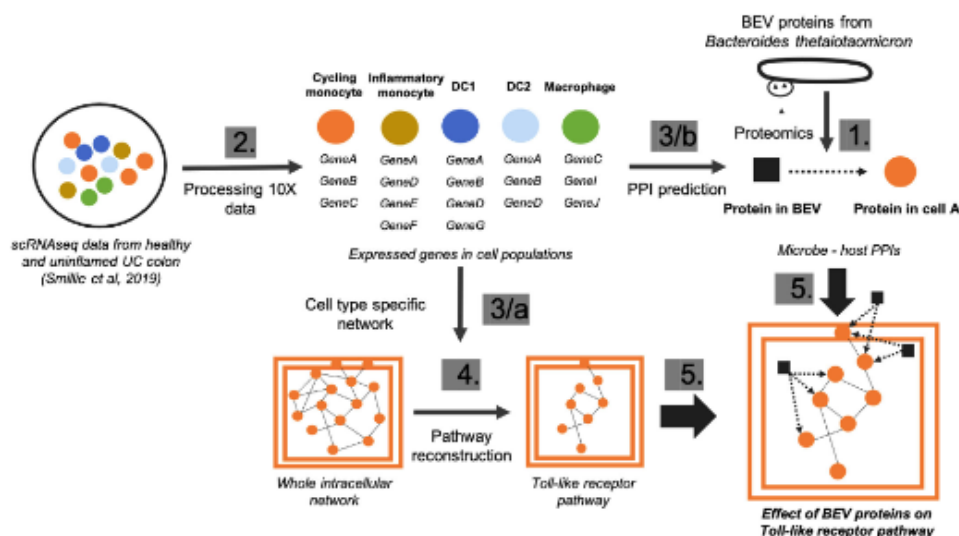 BEV proteins from
Bacteroides thetaiotaomicron
Cycling
monocyte
Inflammatory
monocyte
DC1
DC2
Macrophage
2.
Processing 10X
data
GeneA
GeneB
GeneC
GeneA
GeneD
GeneE
GeneF
GeneA
GeneB
GeneD
GeneG
GeneA
GeneB
GeneD
GeneC
GeneI
GeneJ
3/b
PPI prediction
Proteomics
1.
Protein in BEV
Protein in cell A
scRNAseq data from healthy
and uninflamed UC colon
(Smillie et al, 2019)
Expressed genes in cell populations
Microbe - host PPIs
Cell type specific
network
3/a
5.
4.
Pathway
reconstruction
5.
Whole intracellular
network
Toll-like receptor
pathway
Effect of BEV proteins on
Toll-like receptor pathway